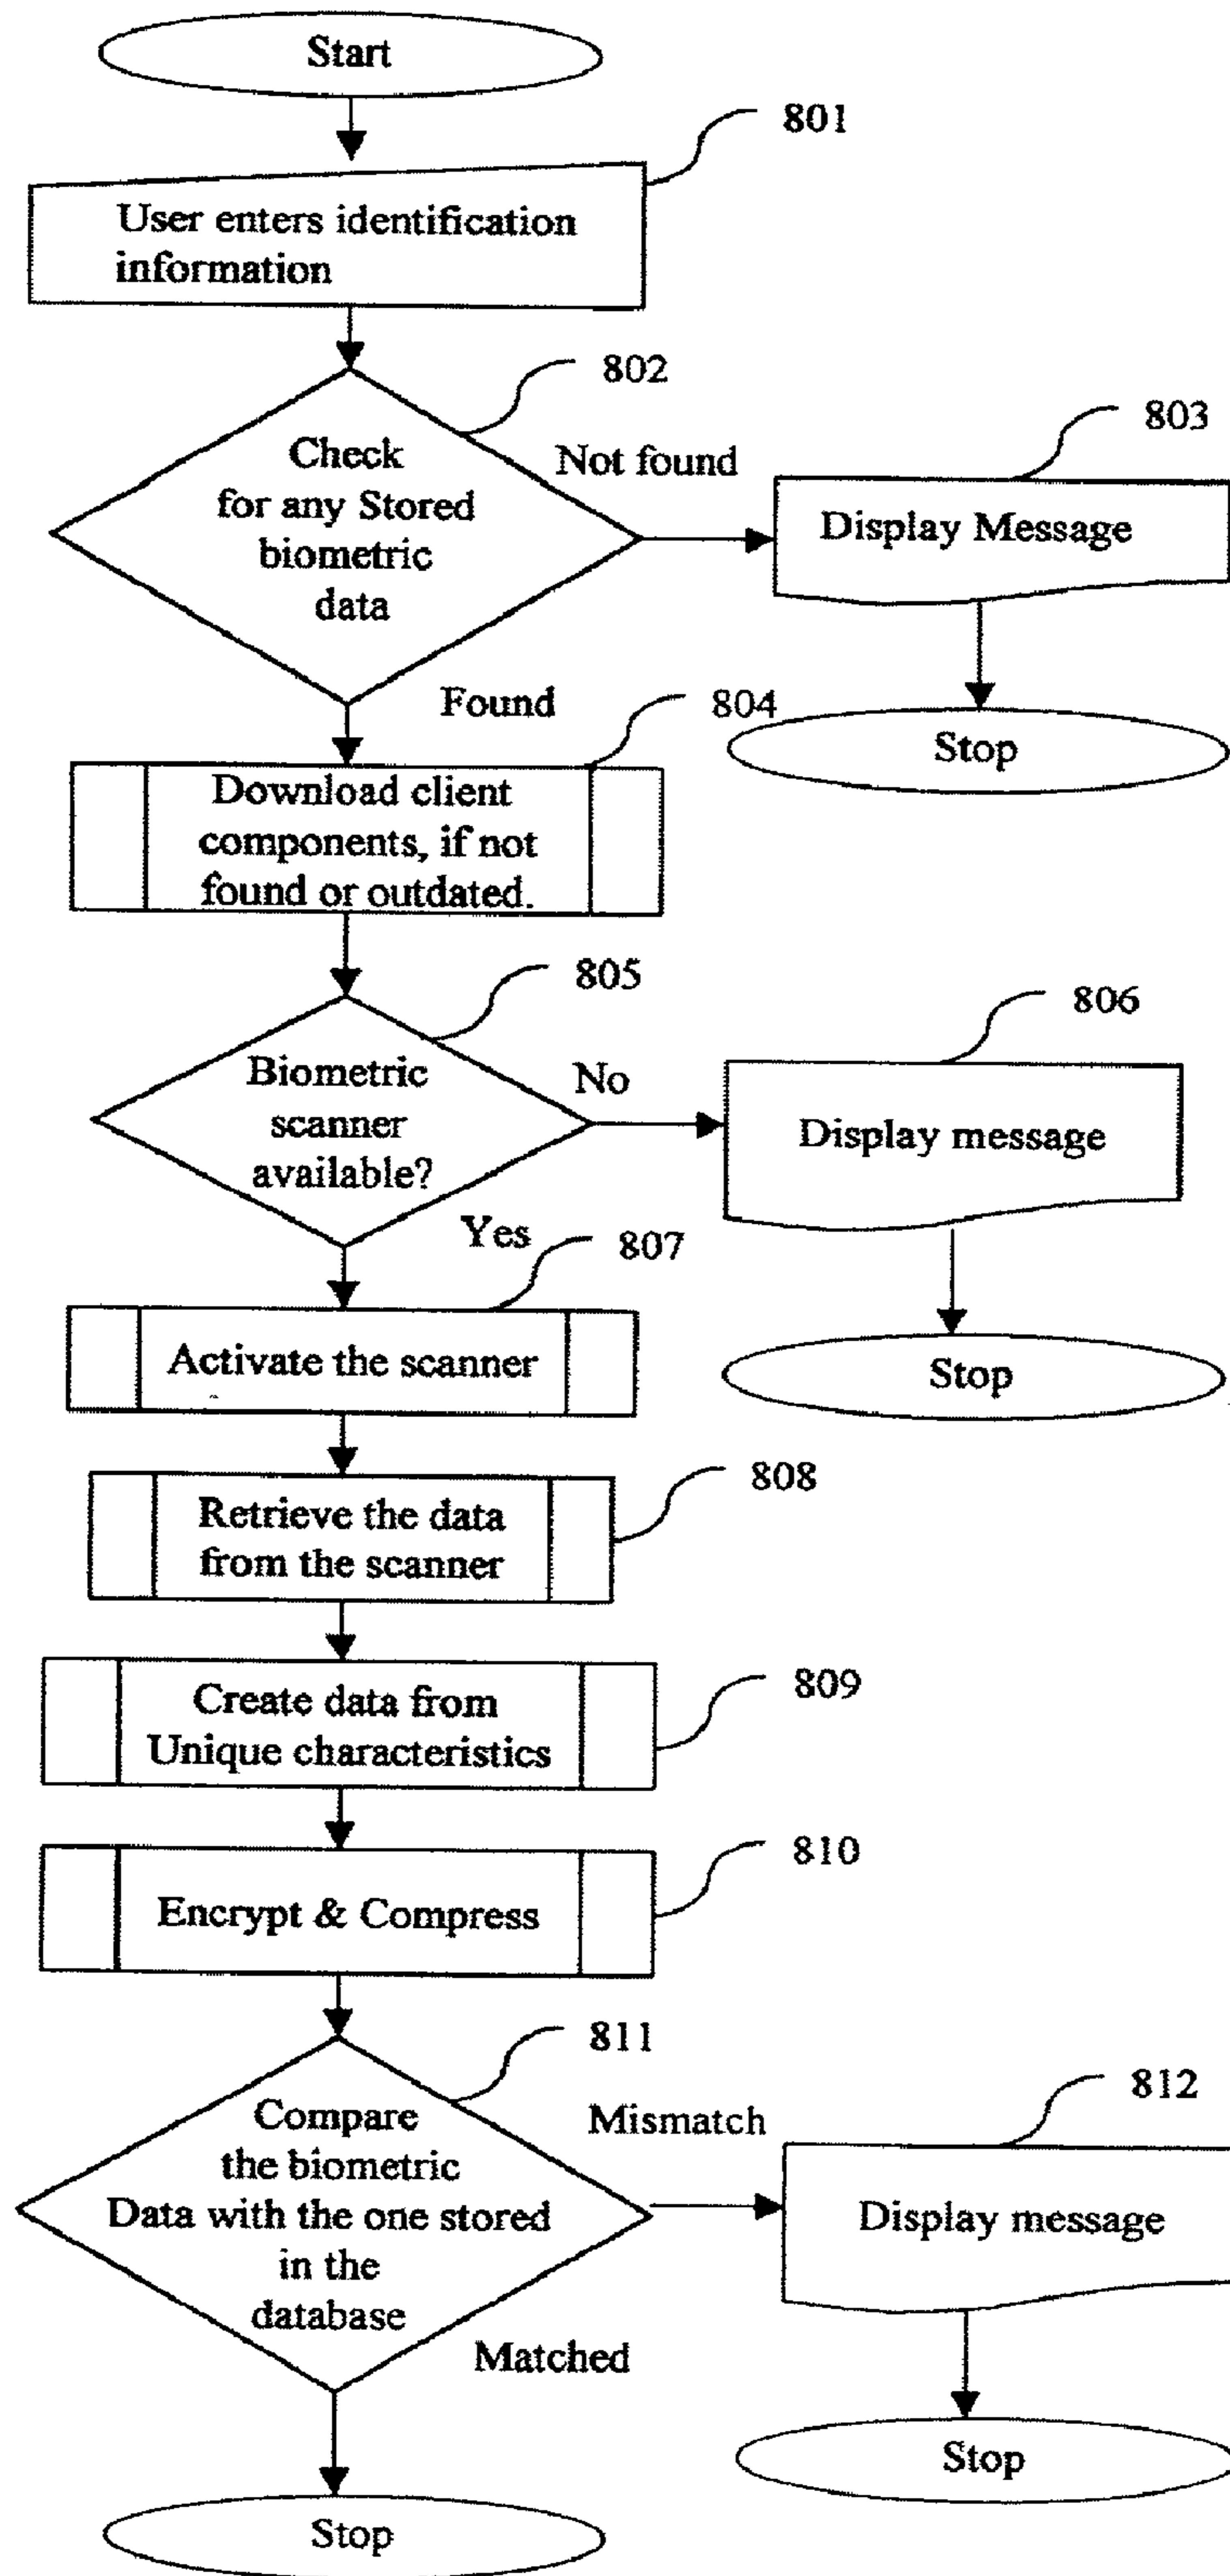 Start
801
User enters identification
information
802
Check
for any Stored
biometric
data
Not found
803
Display Message
Stop
Found
804
Download client
components, if not
found or outdated.
805
Biometric
scanner
available?
No
806
Display message
Stop
Yes
807
Activate the scanner
808
Retrieve the data
from the scanner
809
Create data from
Unique characteristics
810
Encrypt & Compress
811
Compare
the biometric
Data with the one stored
in the
database
Mismatch
812
Display message
Stop
Matched
Stop